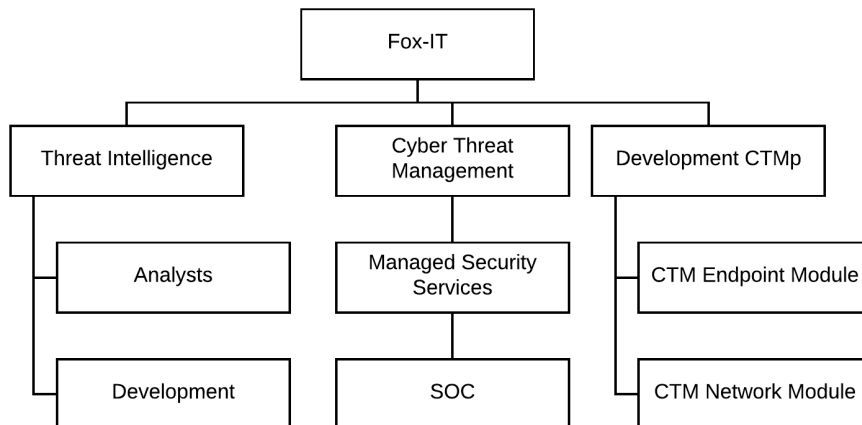 Fox-IT
Threat Intelligence
Cyber Threat
Management
Development CTMp
Analysts
Managed Security
Services
CTM Endpoint Module
Development
SOC
CTM Network Module